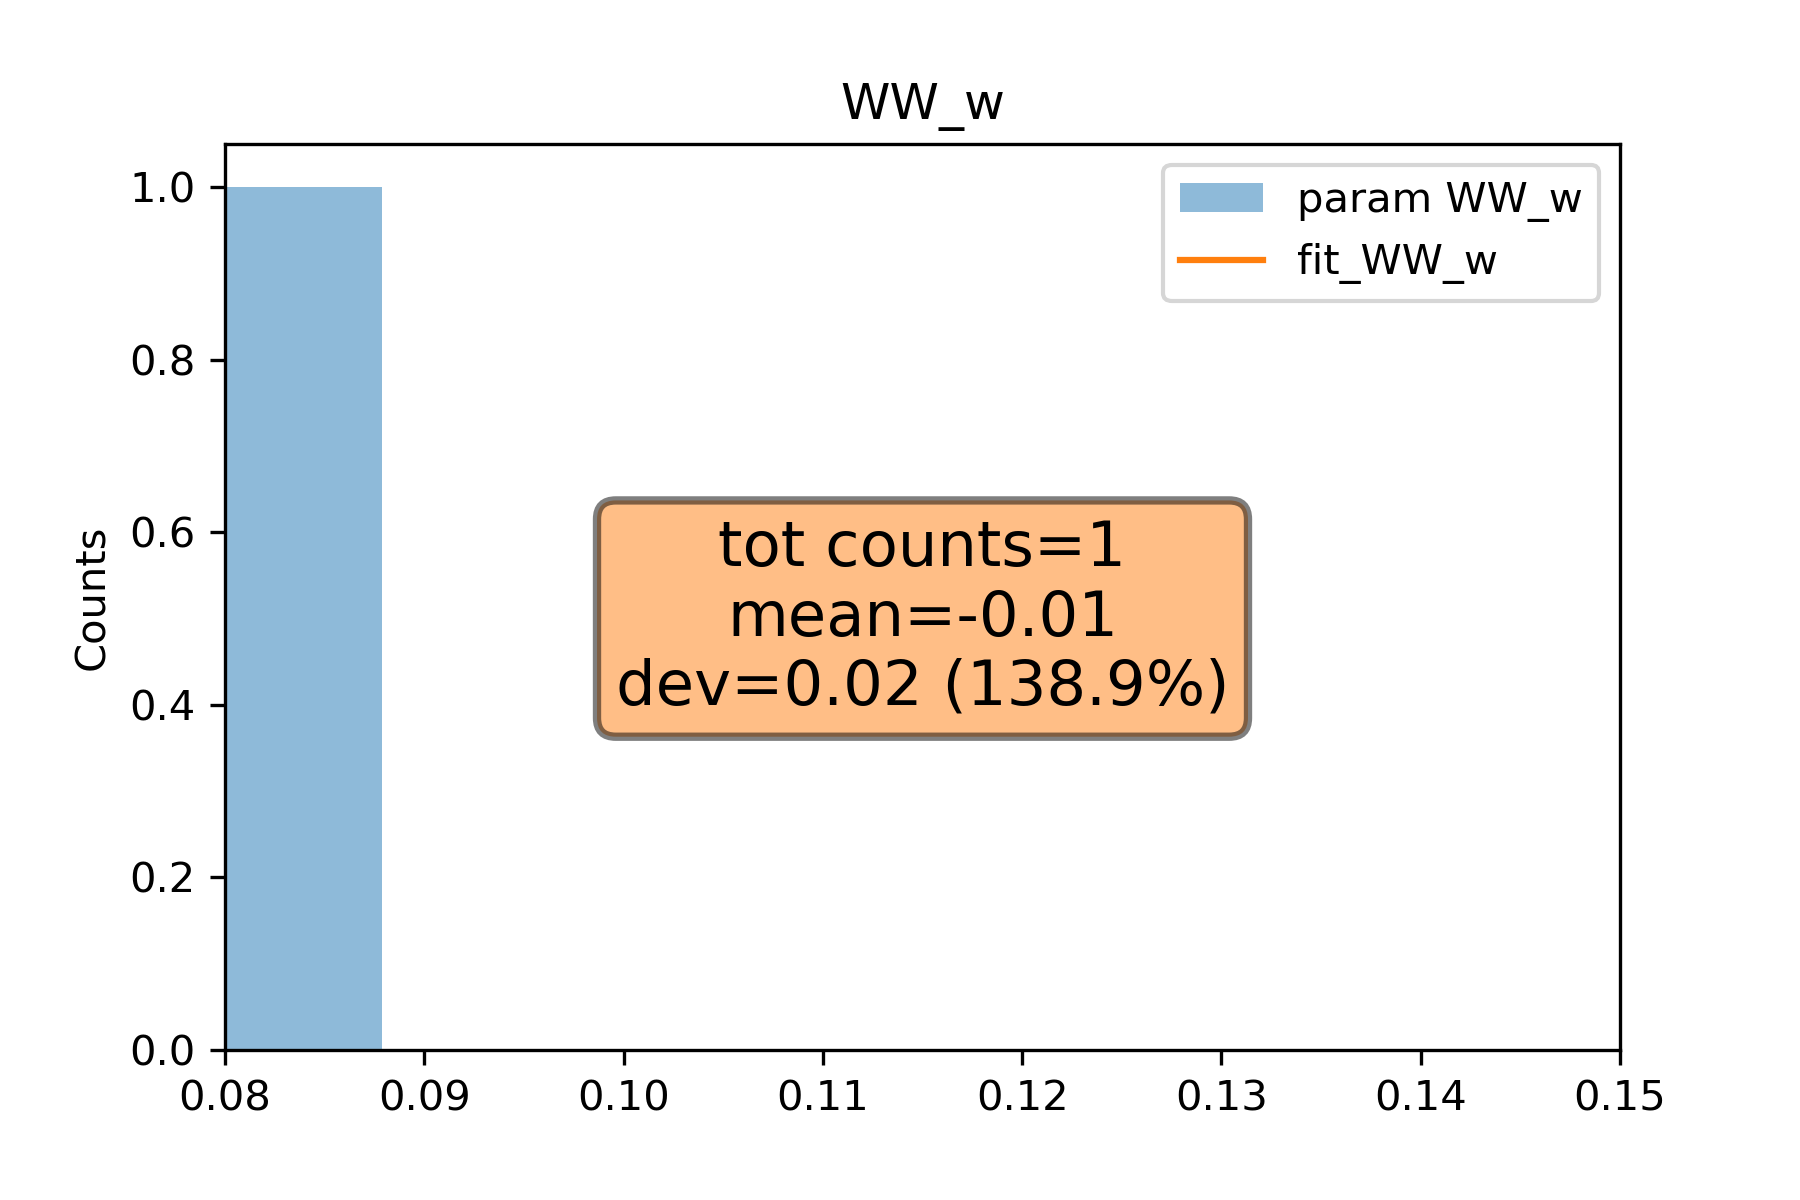 WW_w
param WW_w
fit_WW_w
Counts
1.0
0.8
0.6
0.4
0.2
0.0
tot counts=1
mean=-0.01
dev=0.02 (138.9%)
0.08 0.09 0.10 0.11 0.12 0.13 0.14 0.15